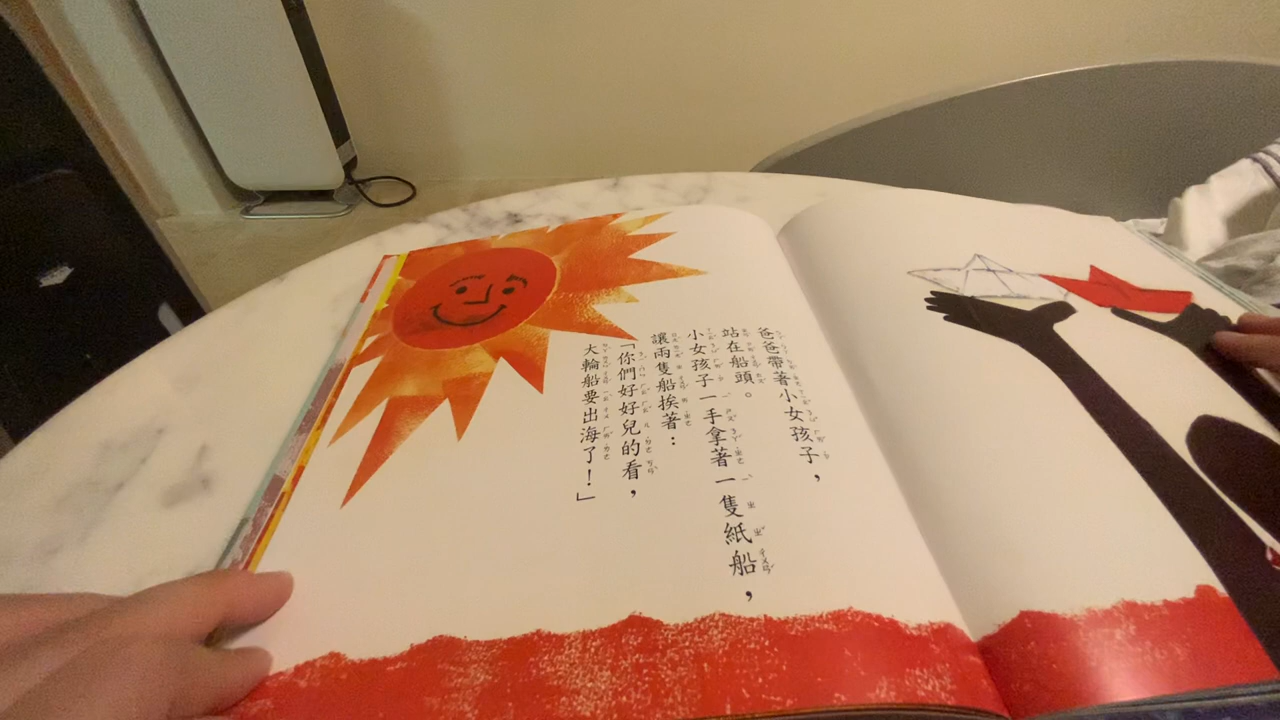 爸爸帶著小女孩子，
站在船頭。
小女孩子一手拿著一隻紙船，
讓兩隻船挨著：
「你們好好兒的看，
大輪船要出海了！」